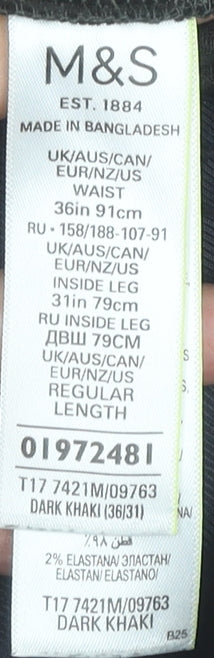 M&S
EST. 1884
MADE IN BANGLADESH
UK/AUS/CAN/
EUR/NZ/US
WAIST
36in 91cm
RU • 158/188-107-91
UK/AUS/CAN/
EUR/NZ/US
INSIDE LEG
31in 79cm
RU INSIDE LEG
ДВШ 79CM
UK/AUS/CAN/
EUR/NZ/US
REGULAR
LENGTH
01972481
T17 7421M/09763
DARK KHAKI (36/31)
قطن ٩٨٪
2% ELASTANA/ ЭЛАСТАН/
ELASTAN/ ELASTANO/
T17 7421M/09763
DARK KHAKI
B25